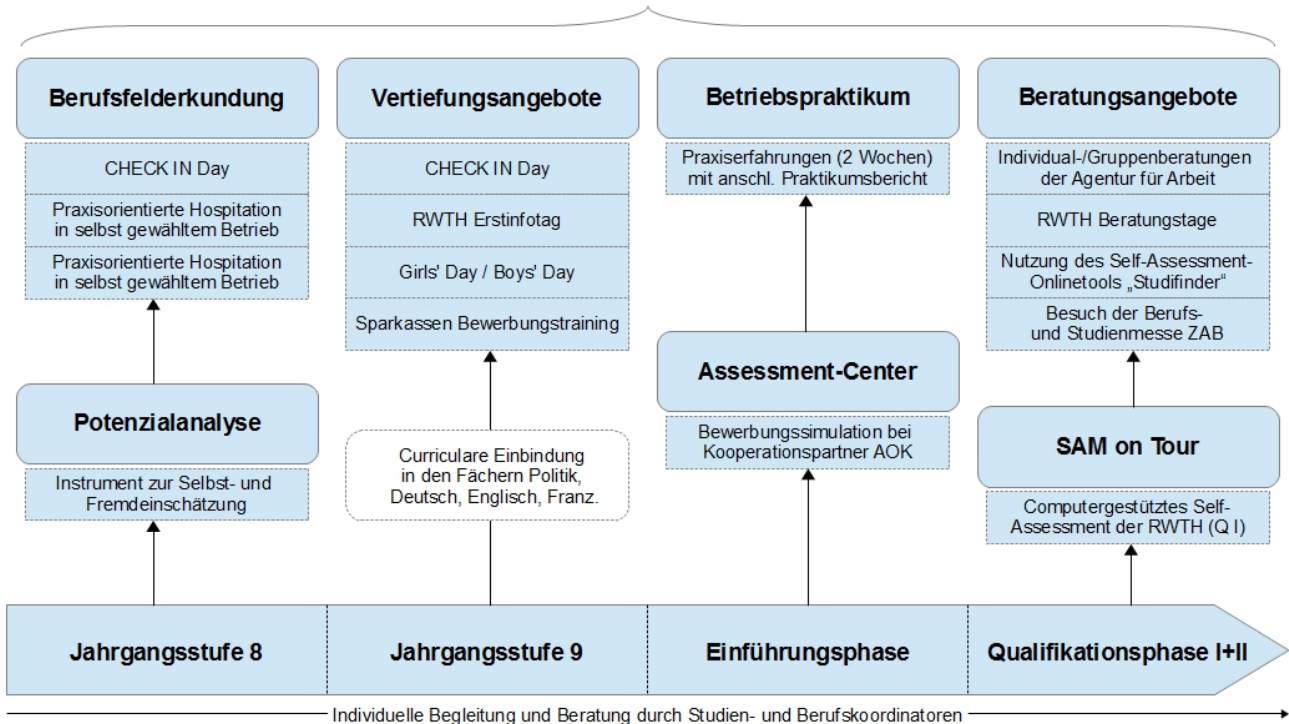 Berufsfelderkundung
CHECK IN Day
Praxisorientierte Hospitation
in selbst gewähltem Betrieb
Praxisorientierte Hospitation
in selbst gewähltem Betrieb
Potenzialanalyse
Instrument zur Selbst- und
Fremdeinschätzung
Vertiefungsangebote
CHECK IN Day
RWTH Erstinfotag
Girls' Day / Boys' Day
Sparkassen Bewerbungstraining
Curriculare Einbindung
in den Fächern Politik,
Deutsch, Englisch, Franz.
Betriebspraktikum
Praxiserfahrungen (2 Wochen)
mit anschl. Praktikumsbericht
Assessment-Center
Bewerbungssimulation bei
Kooperationspartner AOK
Beratungsangebote
Individual-/Gruppenberatungen
der Agentur für Arbeit
RWTH Beratungstage
Nutzung des Self-Assessment-
Onlinetools „Studifinder“
Besuch der Berufs-
und Studienmesse ZAB
SAM on Tour
Computergestütztes Self-
Assessment der RWTH (Q I)
Jahrgangsstufe 8
Jahrgangsstufe 9
Einführungsphase
Qualifikationsphase I+II
Individuelle Begleitung und Beratung durch Studien- und Berufskoordinatoren